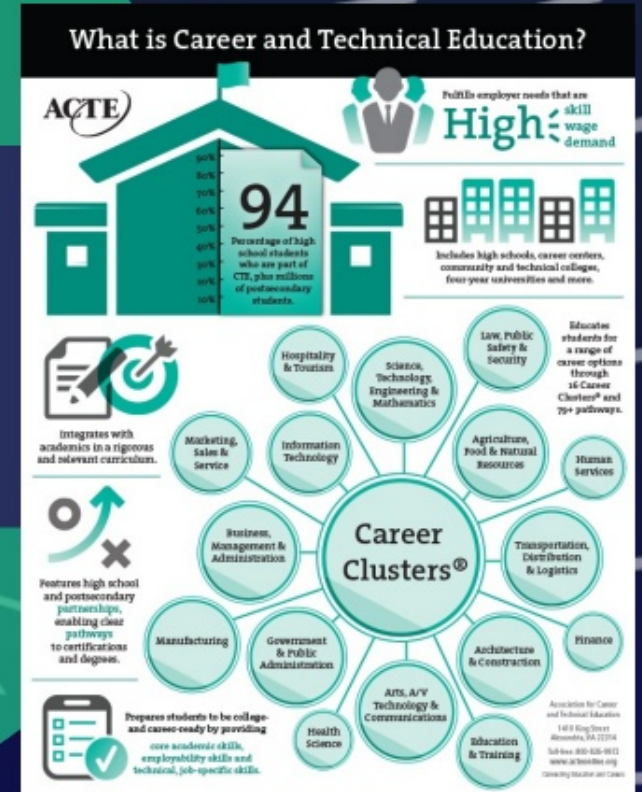 What is Career and Technical Education?
ACTE
Fulfills employer needs that are
High
skill
wage
demand
90%
80%
70%
60%
50%
40%
30%
20%
10%
94
Percentage of high
school students
who are part of
CTE, plus millions
of postsecondary
students.
Includes high schools, career centers,
community and technical colleges,
four-year universities and more.
Educates
students for
a range of
career options
through
16 Career
Clusters® and
79+ pathways.
Integrates with
academics in a rigorous
and relevant curriculum.
Features high school
and postsecondary
partnerships,
enabling clear
pathways
to certifications
and degrees.
Prepares students to be college-
and career-ready by providing
core academic skills,
employability skills and
technical, job-specific skills.
Career
Clusters®
Hospitality
& Tourism
Science,
Technology,
Engineering &
Mathematics
Law, Public
Safety &
Security
Marketing,
Sales &
Service
Information
Technology
Agriculture,
Food & Natural
Resources
Human
Services
Business,
Management &
Administration
Transportation,
Distribution
& Logistics
Manufacturing
Government
& Public
Administration
Architecture
& Construction
Finance
Health
Science
Arts, A/V
Technology &
Communications
Education
& Training
Association for Career
and Technical Education
1410 King Street
Alexandria, VA 22314
www.acteonline.org